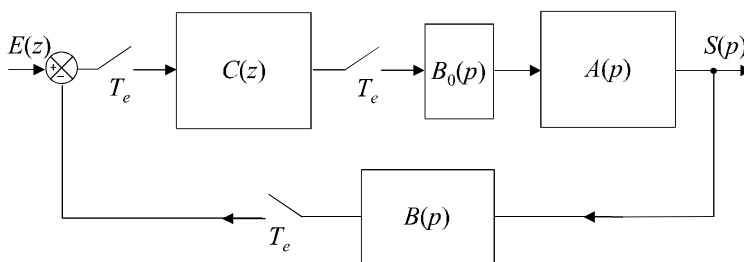 E(z)
+
−
T_e
C(z)
T_e
B_0(p)
A(p)
S(p)
T_e
B(p)